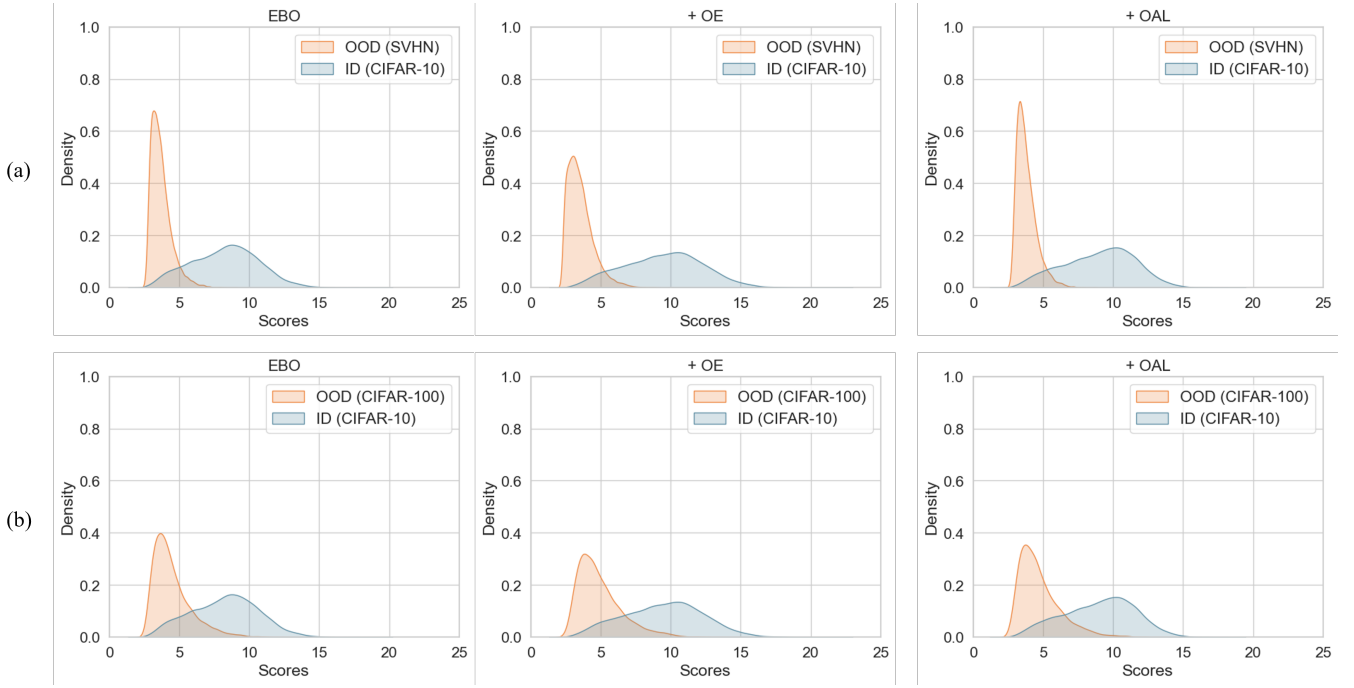 (a)
EBO
OOD (SVHN)
ID (CIFAR-10)
Density
1.0
0.8
0.6
0.4
0.2
0.0
0 5 10 15 20 25
Scores
+ OE
OOD (SVHN)
ID (CIFAR-10)
Density
1.0
0.8
0.6
0.4
0.2
0.0
0 5 10 15 20 25
Scores
+ OAL
OOD (SVHN)
ID (CIFAR-10)
Density
1.0
0.8
0.6
0.4
0.2
0.0
0 5 10 15 20 25
Scores
(b)
EBO
OOD (CIFAR-100)
ID (CIFAR-10)
Density
1.0
0.8
0.6
0.4
0.2
0.0
0 5 10 15 20 25
Scores
+ OE
OOD (CIFAR-100)
ID (CIFAR-10)
Density
1.0
0.8
0.6
0.4
0.2
0.0
0 5 10 15 20 25
Scores
+ OAL
OOD (CIFAR-100)
ID (CIFAR-10)
Density
1.0
0.8
0.6
0.4
0.2
0.0
0 5 10 15 20 25
Scores